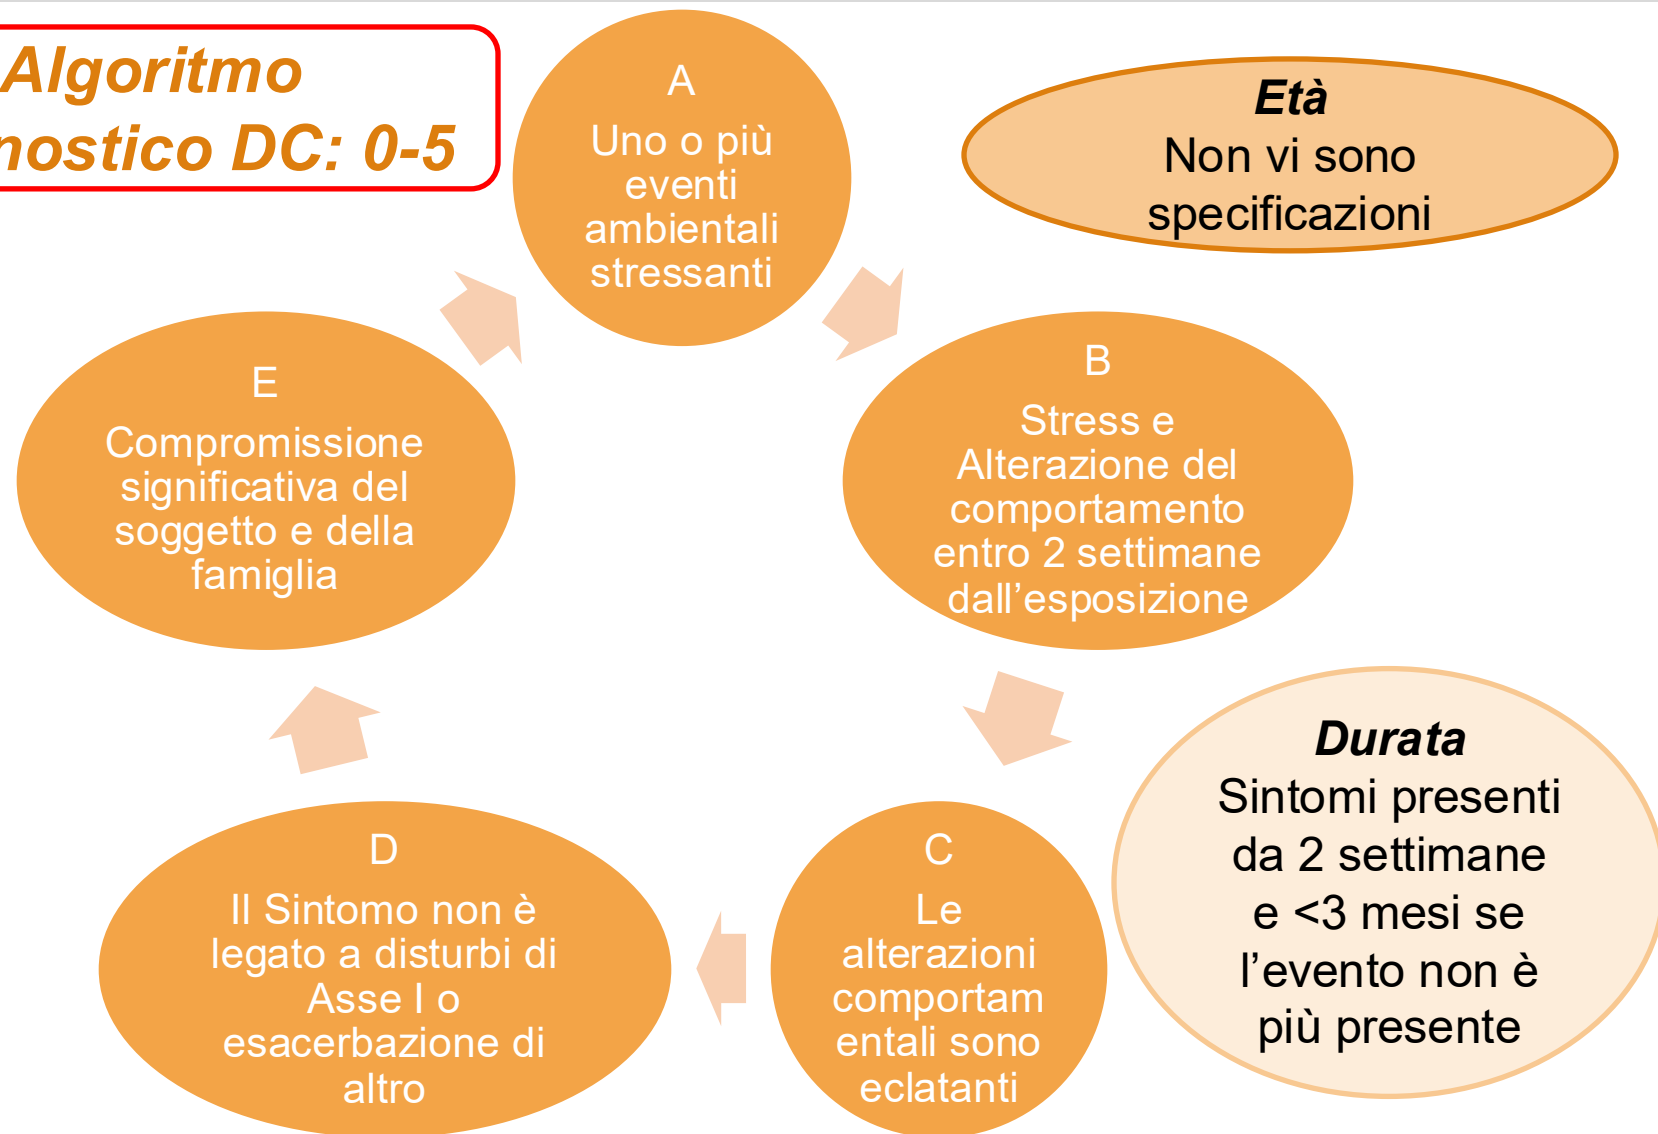 Algoritmo
nostico DC: 0-5
A
Uno o più
eventi
ambientali
stressanti
Età
Non vi sono
specificazioni
B
Stress e
Alterazione del
comportamento
entro 2 settimane
dall’esposizione
Durata
Sintomi presenti
da 2 settimane
e <3 mesi se
l’evento non è
più presente
C
Le
alterazioni
comportam
entali sono
eclatanti
D
Il Sintomo non è
legato a disturbi di
Asse I o
esacerbazione di
altro
E
Compromissione
significativa del
soggetto e della
famiglia